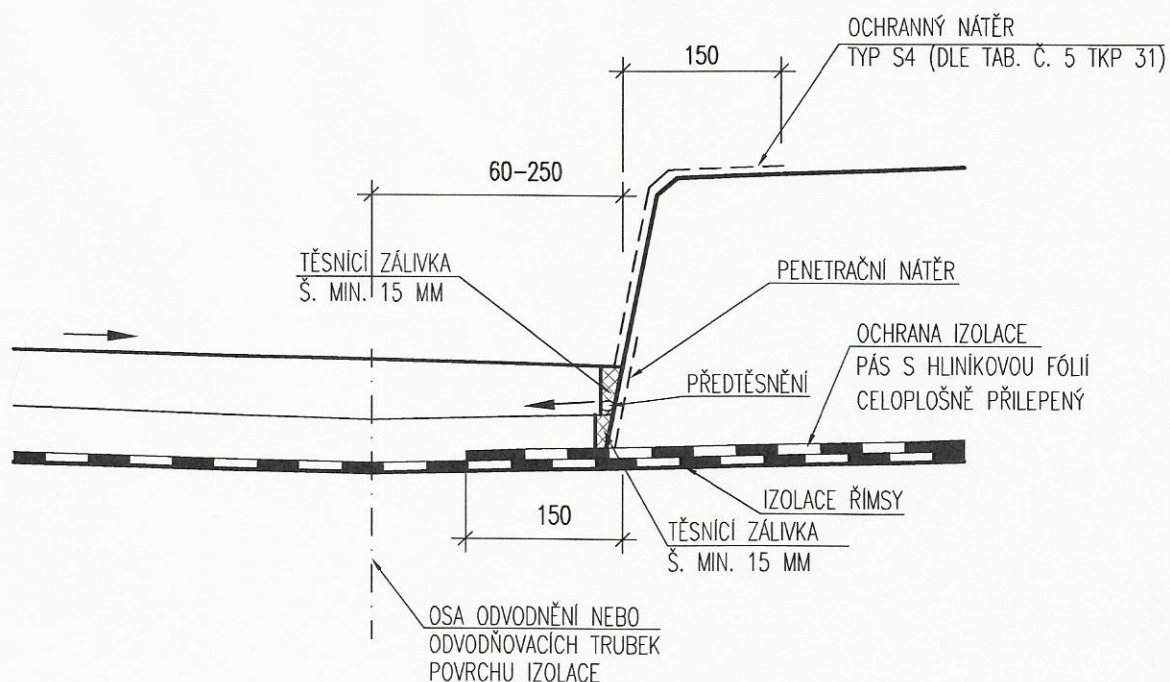 OCHRANNÝ NÁTĚR
TYP S4 (DLE TAB. Č. 5 TKP 31)
150
60-250
TĚSNÍCÍ ZÁLIVKA
Š. MIN. 15 MM
PENETRAČNÍ NÁTĚR
OCHRANA IZOLACE
PÁS S HLINÍKOVOU FÓLIÍ
CELOPLOŠNĚ PŘILEPENÝ
PŘEDTĚSNĚNÍ
IZOLACE ŘÍMSY
150
TĚSNÍCÍ ZÁLIVKA
Š. MIN. 15 MM
OSA ODVODNĚNÍ NEBO
ODVODŇOVACÍCH TRUBEK
POVRCHU IZOLACE